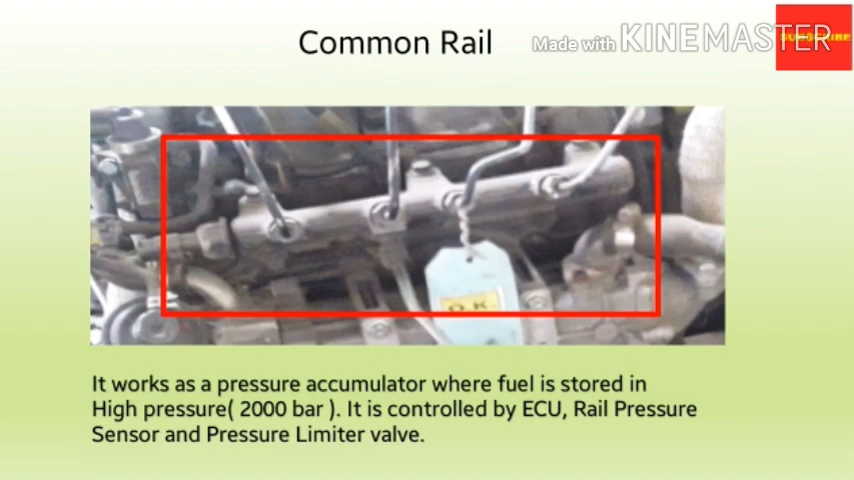 Common Rail
Made with KINEMASTER
SUBSCRIBE
O.K.
It works as a pressure accumulator where fuel is stored in
High pressure( 2000 bar ). It is controlled by ECU, Rail Pressure
Sensor and Pressure Limiter valve.